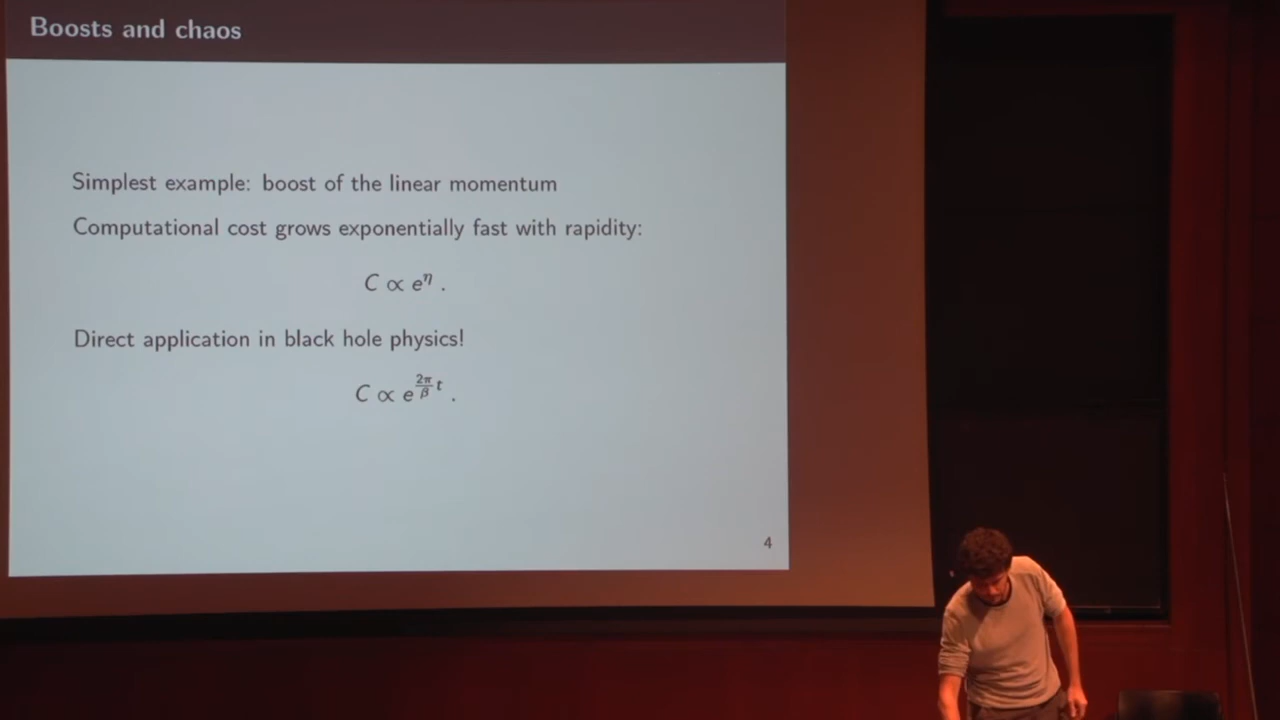 Boosts and chaos
Simplest example: boost of the linear momentum
Computational cost grows exponentially fast with rapidity:
C ∝ e^η .
Direct application in black hole physics!
C ∝ e^{\frac{2π}{β} t} .
4